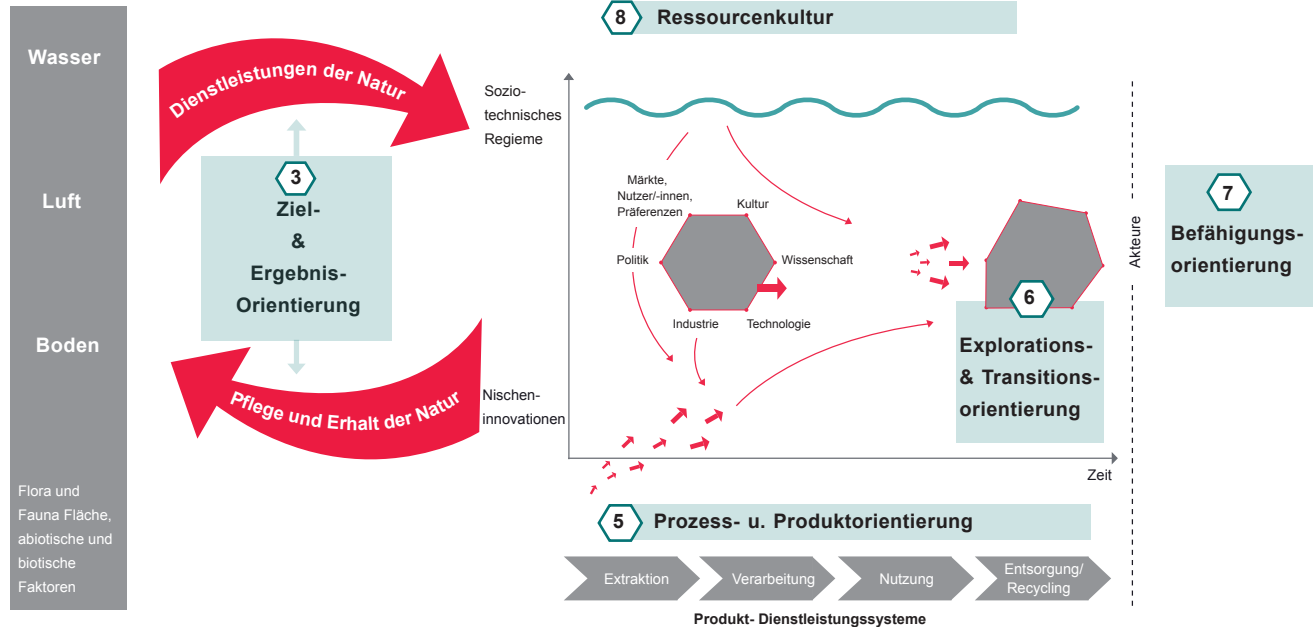 Wasser
Luft
Boden
Flora und
Fauna Fläche,
abiotische und
biotische
Faktoren
Dienstleistungen der Natur
3
Ziel-
&
Ergebnis-
Orientierung
Pflege und Erhalt der Natur
8 Ressourcenkultur
Sozio-
technisches
Regieme
Nischen-
innovationen
Märkte,
Nutzer/-innen,
Präferenzen
Kultur
Politik
Wissenschaft
Industrie
Technologie
6
Explorations-
& Transitions-
orientierung
Zeit
Akteure
7
Befähigungs-
orientierung
5 Prozess- u. Produktorientierung
Extraktion
Verarbeitung
Nutzung
Entsorgung/
Recycling
Produkt- Dienstleistungssysteme